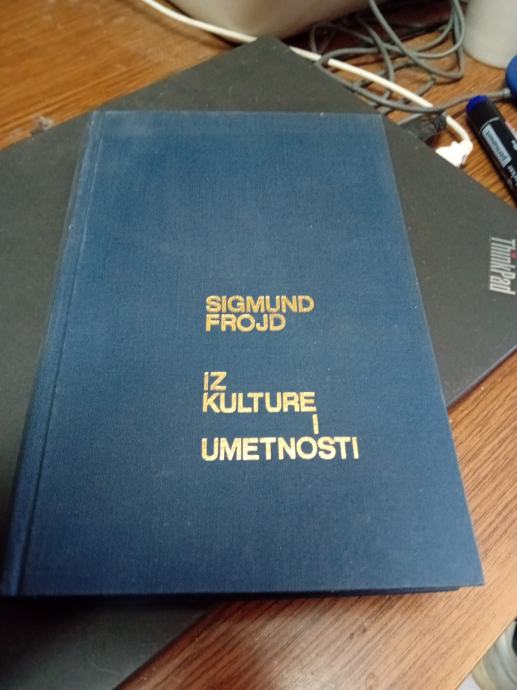 SIGMUND
FROJD
IZ
KULTURE
I
UMETNOSTI
ThinkPad